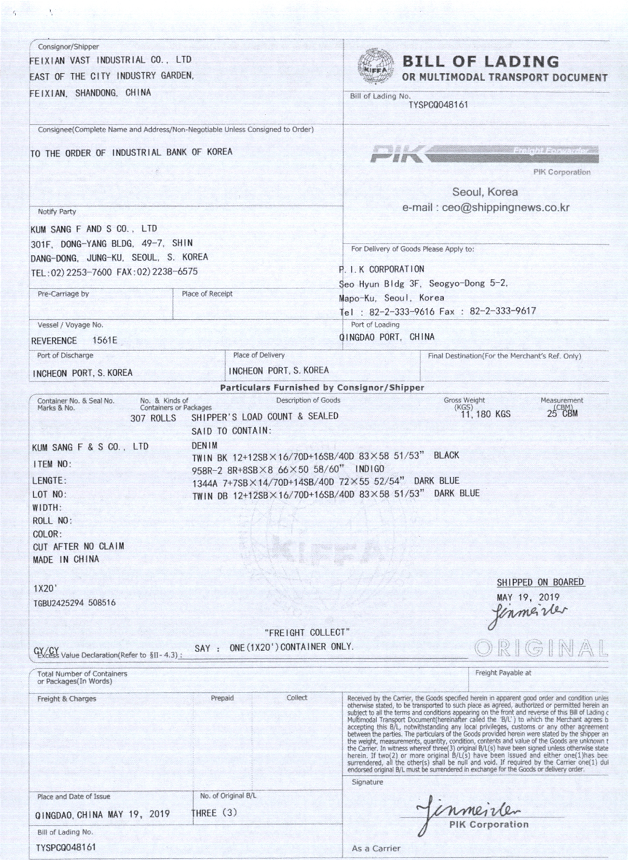 Consignor/Shipper
FEIXIAN VAST INDUSTRIAL CO., LTD
EAST OF THE CITY INDUSTRY GARDEN,
FEIXIAN, SHANDONG, CHINA
KIFFA
BILL OF LADING
OR MULTIMODAL TRANSPORT DOCUMENT
Bill of Lading No.
TYSPCQ048161
Consignee(Complete Name and Address/Non-Negotiable Unless Consigned to Order)
TO THE ORDER OF INDUSTRIAL BANK OF KOREA
PIK Freight Forwarder
PIK Corporation
Seoul, Korea
e-mail : ceo@shippingnews.co.kr
Notify Party
KUM SANG F AND S CO., LTD
301F, DONG-YANG BLDG, 49-7, SHIN
DANG-DONG, JUNG-KU, SEOUL, S. KOREA
TEL:02)2253-7600 FAX:02)2238-6575
For Delivery of Goods Please Apply to:
P.I.K CORPORATION
Seo Hyun Bldg 3F, Seogyo-Dong 5-2,
Mapo-Ku, Seoul, Korea
Tel : 82-2-333-9616 Fax : 82-2-333-9617
Pre-Carriage by
Place of Receipt
Vessel / Voyage No.
REVERENCE 1561E
Port of Loading
QINGDAO PORT, CHINA
Port of Discharge
INCHEON PORT, S. KOREA
Place of Delivery
INCHEON PORT, S. KOREA
Final Destination(For the Merchant's Ref. Only)
Particulars Furnished by Consignor/Shipper
Container No. & Seal No.
Marks & No.
No. & Kinds of
Containers or Packages
Description of Goods
Gross Weight
(KGS)
Measurement
(CBM)
307 ROLLS SHIPPER'S LOAD COUNT & SEALED 11,180 KGS 25 CBM
SAID TO CONTAIN:
KUM SANG F & S CO., LTD
DENIM
TWIN BK 12+12SB×16/70D+16SB/40D 83×58 51/53" BLACK
958R-2 8R+8SB×8 66×50 58/60" INDIGO
1344A 7+7SB×14/70D+14SB/40D 72×55 52/54" DARK BLUE
TWIN DB 12+12SB×16/70D+16SB/40D 83×58 51/53" DARK BLUE
ITEM NO:
LENGTE:
LOT NO:
WIDTH:
ROLL NO:
COLOR:
CUT AFTER NO CLAIM
MADE IN CHINA
KIFFA
1X20'
TGBU2425294 508516
SHIPPED ON BOARED
MAY 19, 2019
Jinmeixler
"FREIGHT COLLECT"
CY/CY
SAY : ONE(1X20')CONTAINER ONLY.
Excess Value Declaration(Refer to §II- 4.3) :
ORIGINAL
Total Number of Containers
or Packages(In Words)
Freight Payable at
Freight & Charges
Prepaid
Collect
Received by the Carrier, the Goods specified herein in apparent good order and condition unles
otherwise stated, to be transported to such place as agreed, authorized or permitted herein an
subject to all the terms and conditions appearing on the front and reverse of this Bill of Lading o
Multimodal Transport Document(hereinafter called the 'B/L') to which the Merchant agrees b
accepting this B/L, notwithstanding any local privileges, customs or any other agreement
between the parties. The particulars of the Goods provided herein were stated by the shipper an
the weight, measurements, quantity, condition, contents and value of the Goods are unknown t
the Carrier. In witness whereof three(3) original B/L(s) have been signed unless otherwise state
herein. If two(2) or more original B/L(s) have been issued and either one(1)has bee
surrendered, all the other(s) shall be null and void. If required by the Carrier one(1) dul
endorsed original B/L must be surrendered in exchange for the Goods or delivery order.
Signature
Place and Date of Issue
QINGDAO, CHINA MAY 19, 2019
No. of Original B/L
THREE (3)
Jinmeixler
PIK Corporation
Bill of Lading No.
TYSPCQ048161
As a Carrier